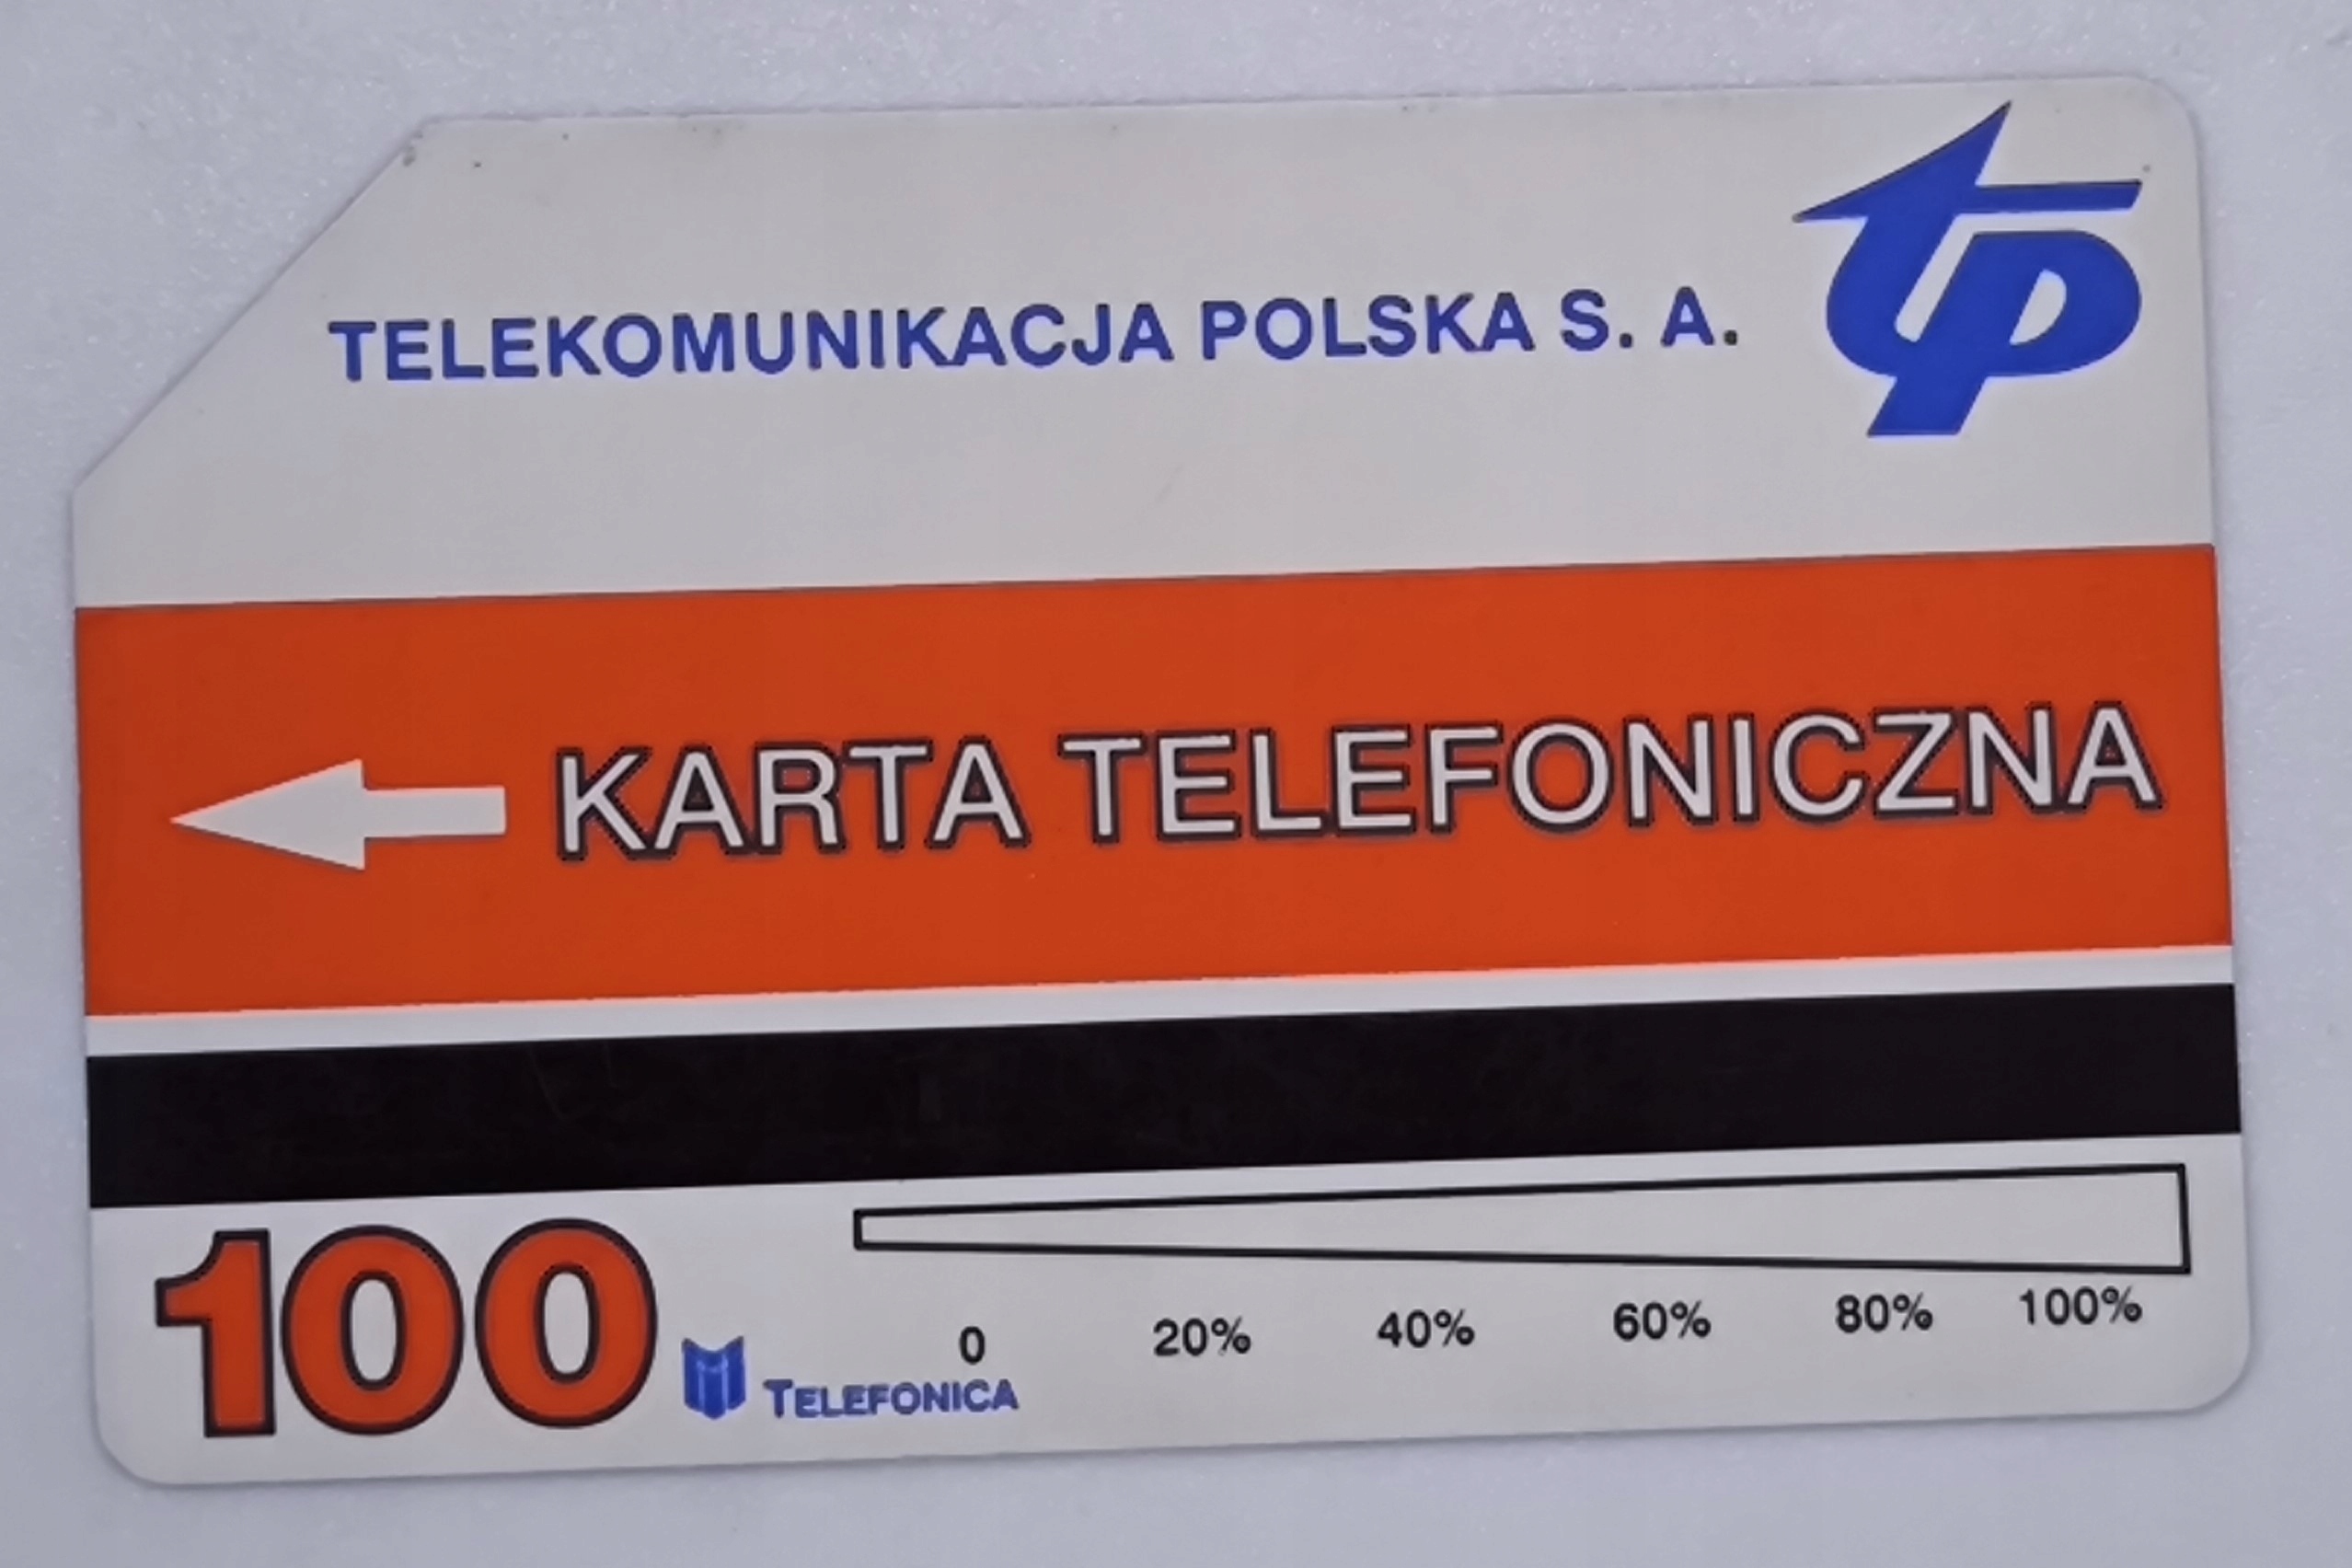 tp
TELEKOMUNIKACJA POLSKA S. A.
KARTA TELEFONICZNA
100
0 20% 40% 60% 80% 100%
TELEFONICA